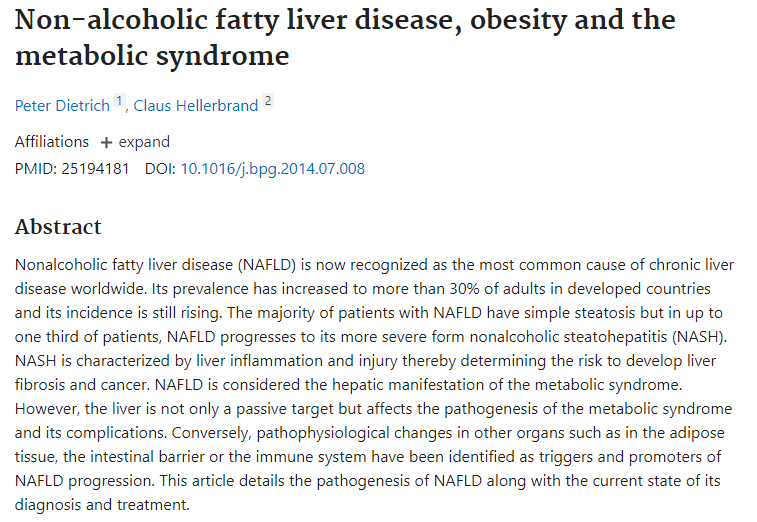 Non-alcoholic fatty liver disease, obesity and the
metabolic syndrome
Peter Dietrich 1, Claus Hellerbrand 2
Affiliations + expand
PMID: 25194181 DOI: 10.1016/j.bpg.2014.07.008
Abstract
Nonalcoholic fatty liver disease (NAFLD) is now recognized as the most common cause of chronic liver
disease worldwide. Its prevalence has increased to more than 30% of adults in developed countries
and its incidence is still rising. The majority of patients with NAFLD have simple steatosis but in up to
one third of patients, NAFLD progresses to its more severe form nonalcoholic steatohepatitis (NASH).
NASH is characterized by liver inflammation and injury thereby determining the risk to develop liver
fibrosis and cancer. NAFLD is considered the hepatic manifestation of the metabolic syndrome.
However, the liver is not only a passive target but affects the pathogenesis of the metabolic syndrome
and its complications. Conversely, pathophysiological changes in other organs such as in the adipose
tissue, the intestinal barrier or the immune system have been identified as triggers and promoters of
NAFLD progression. This article details the pathogenesis of NAFLD along with the current state of its
diagnosis and treatment.